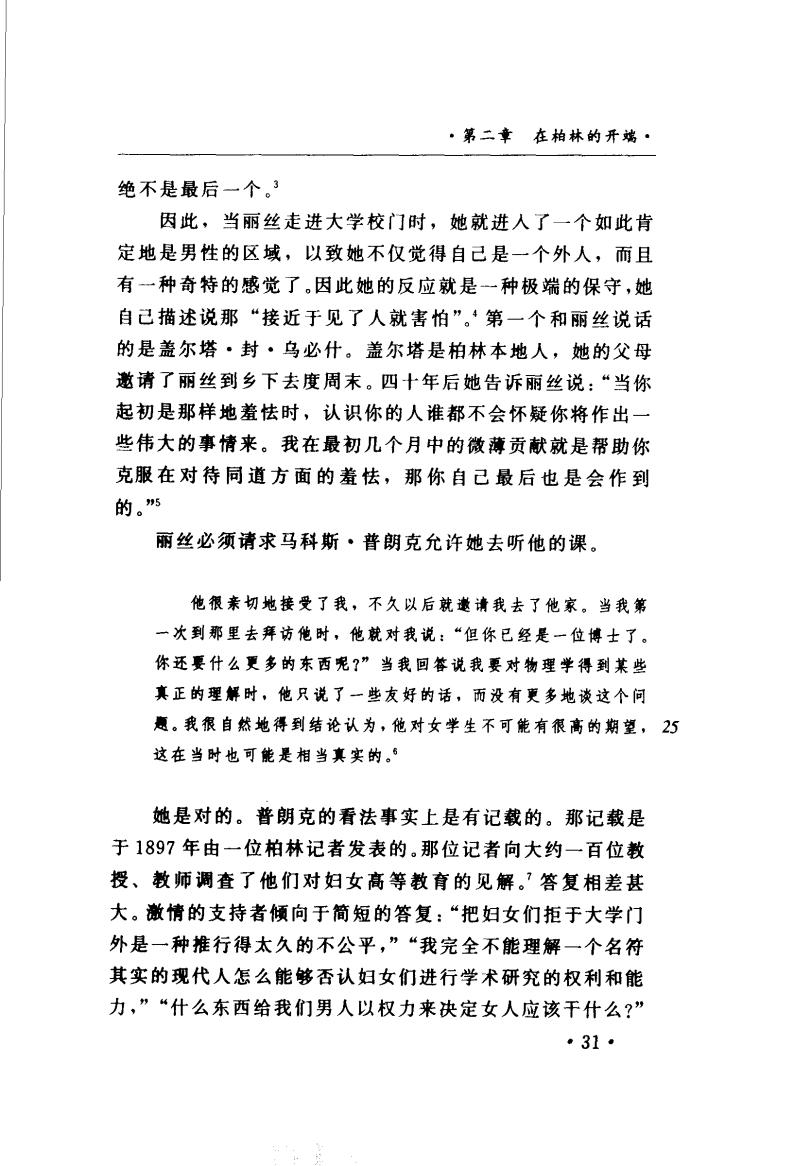 ·第二章 在柏林的开端·
绝不是最后一个。³
因此，当丽丝走进大学校门时，她就进入了一个如此肯
定地是男性的区域，以致她不仅觉得自己是一个外人，而且
有一种奇特的感觉了。因此她的反应就是一种极端的保守，她
自己描述说那“接近于见了人就害怕”。⁴ 第一个和丽丝说话
的是盖尔塔·封·乌必什。盖尔塔是柏林本地人，她的父母
邀请了丽丝到乡下去度周末。四十年后她告诉丽丝说：“当你
起初是那样地羞怯时，认识你的人谁都不会怀疑你将作出一
些伟大的事情来。我在最初几个月中的微薄贡献就是帮助你
克服在对待同道方面的羞怯，那你自己最后也是会作到
的。”⁵
丽丝必须请求马科斯·普朗克允许她去听他的课。
他很亲切地接受了我，不久以后就邀请我去了他家。当我第
一次到那里去拜访他时，他就对我说：“但你已经是一位博士了。
你还要什么更多的东西呢？”当我回答说我要对物理学得到某些
真正的理解时，他只说了一些友好的话，而没有更多地谈这个问
题。我很自然地得到结论认为，他对女学生不可能有很高的期望， 25
这在当时也可能是相当真实的。⁶
她是对的。普朗克的看法事实上是有记载的。那记载是
于 1897 年由一位柏林记者发表的。那位记者向大约一百位教
授、教师调查了他们对妇女高等教育的见解。⁷ 答复相差甚
大。激情的支持者倾向于简短的答复：“把妇女们拒于大学门
外是一种推行得太久的不公平，”“我完全不能理解一个名符
其实的现代人怎么能够否认妇女们进行学术研究的权利和能
力，”“什么东西给我们男人以权力来决定女人应该干什么？”
·31·